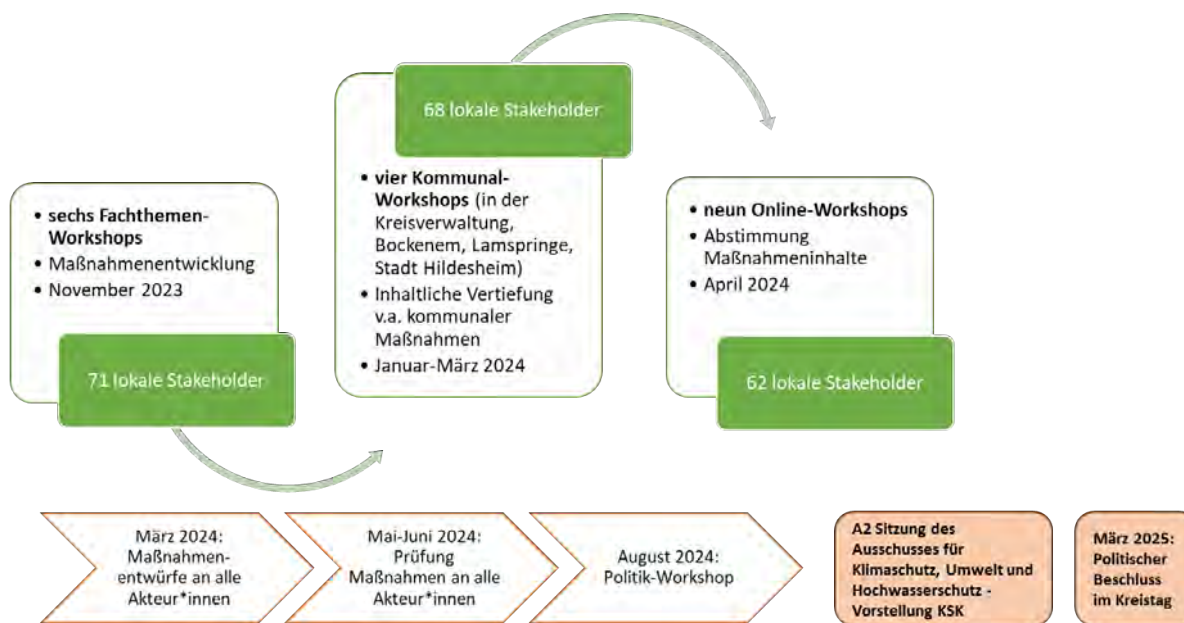 • sechs Fachthemen-
Workshops
• Maßnahmenentwicklung
• November 2023
71 lokale Stakeholder
68 lokale Stakeholder
• vier Kommunal-
Workshops (in der
Kreisverwaltung,
Bockenem, Lamspringe,
Stadt Hildesheim)
• Inhaltliche Vertiefung
v.a. kommunaler
Maßnahmen
• Januar-März 2024
• neun Online-Workshops
• Abstimmung
Maßnahmeninhalte
• April 2024
62 lokale Stakeholder
März 2024:
Maßnahmen-
entwürfe an alle
Akteur*innen
Mai-Juni 2024:
Prüfung
Maßnahmen an alle
Akteur*innen
August 2024:
Politik-Workshop
A2 Sitzung des
Ausschusses für
Klimaschutz, Umwelt und
Hochwasserschutz -
Vorstellung KSK
März 2025:
Politischer
Beschluss
im Kreistag